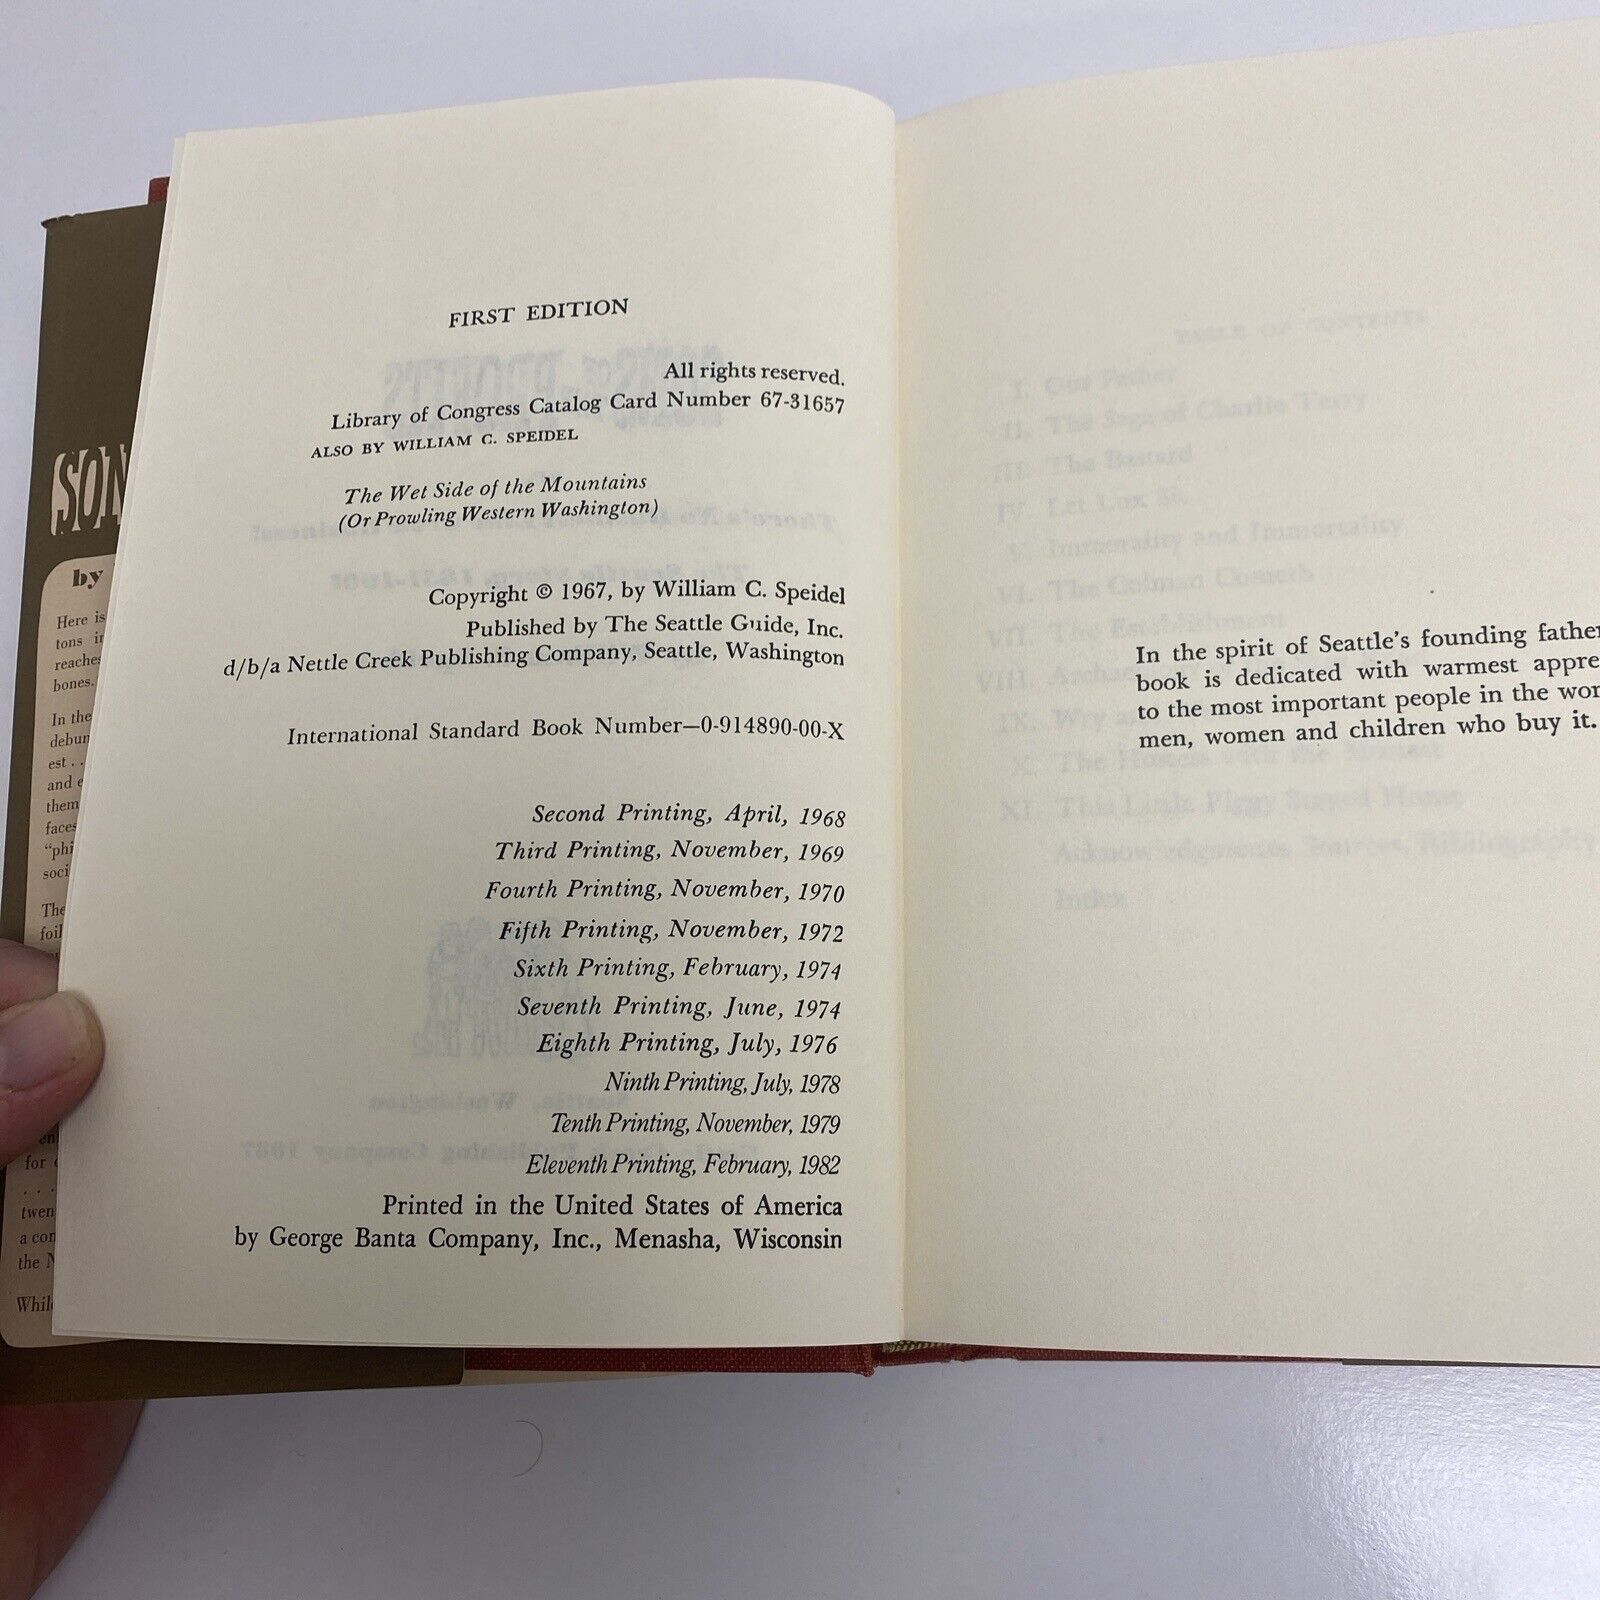 SON
by
Here is
tons in
reaches
bones.
In the
debun
est . .
and e
them
faces
"phi
soci
The
foil
for
. . .
twen
a con
the N
Whil
FIRST EDITION
All rights reserved.
Library of Congress Catalog Card Number 67-31657
ALSO BY WILLIAM C. SPEIDEL
The Wet Side of the Mountains
(Or Prowling Western Washington)
Copyright © 1967, by William C. Speidel
Published by The Seattle Guide, Inc.
d/b/a Nettle Creek Publishing Company, Seattle, Washington
International Standard Book Number—0-914890-00-X
Second Printing, April, 1968
Third Printing, November, 1969
Fourth Printing, November, 1970
Fifth Printing, November, 1972
Sixth Printing, February, 1974
Seventh Printing, June, 1974
Eighth Printing, July, 1976
Ninth Printing, July, 1978
Tenth Printing, November, 1979
Eleventh Printing, February, 1982
Printed in the United States of America
by George Banta Company, Inc., Menasha, Wisconsin
In the spirit of Seattle's founding father
book is dedicated with warmest appre
to the most important people in the wor
men, women and children who buy it.